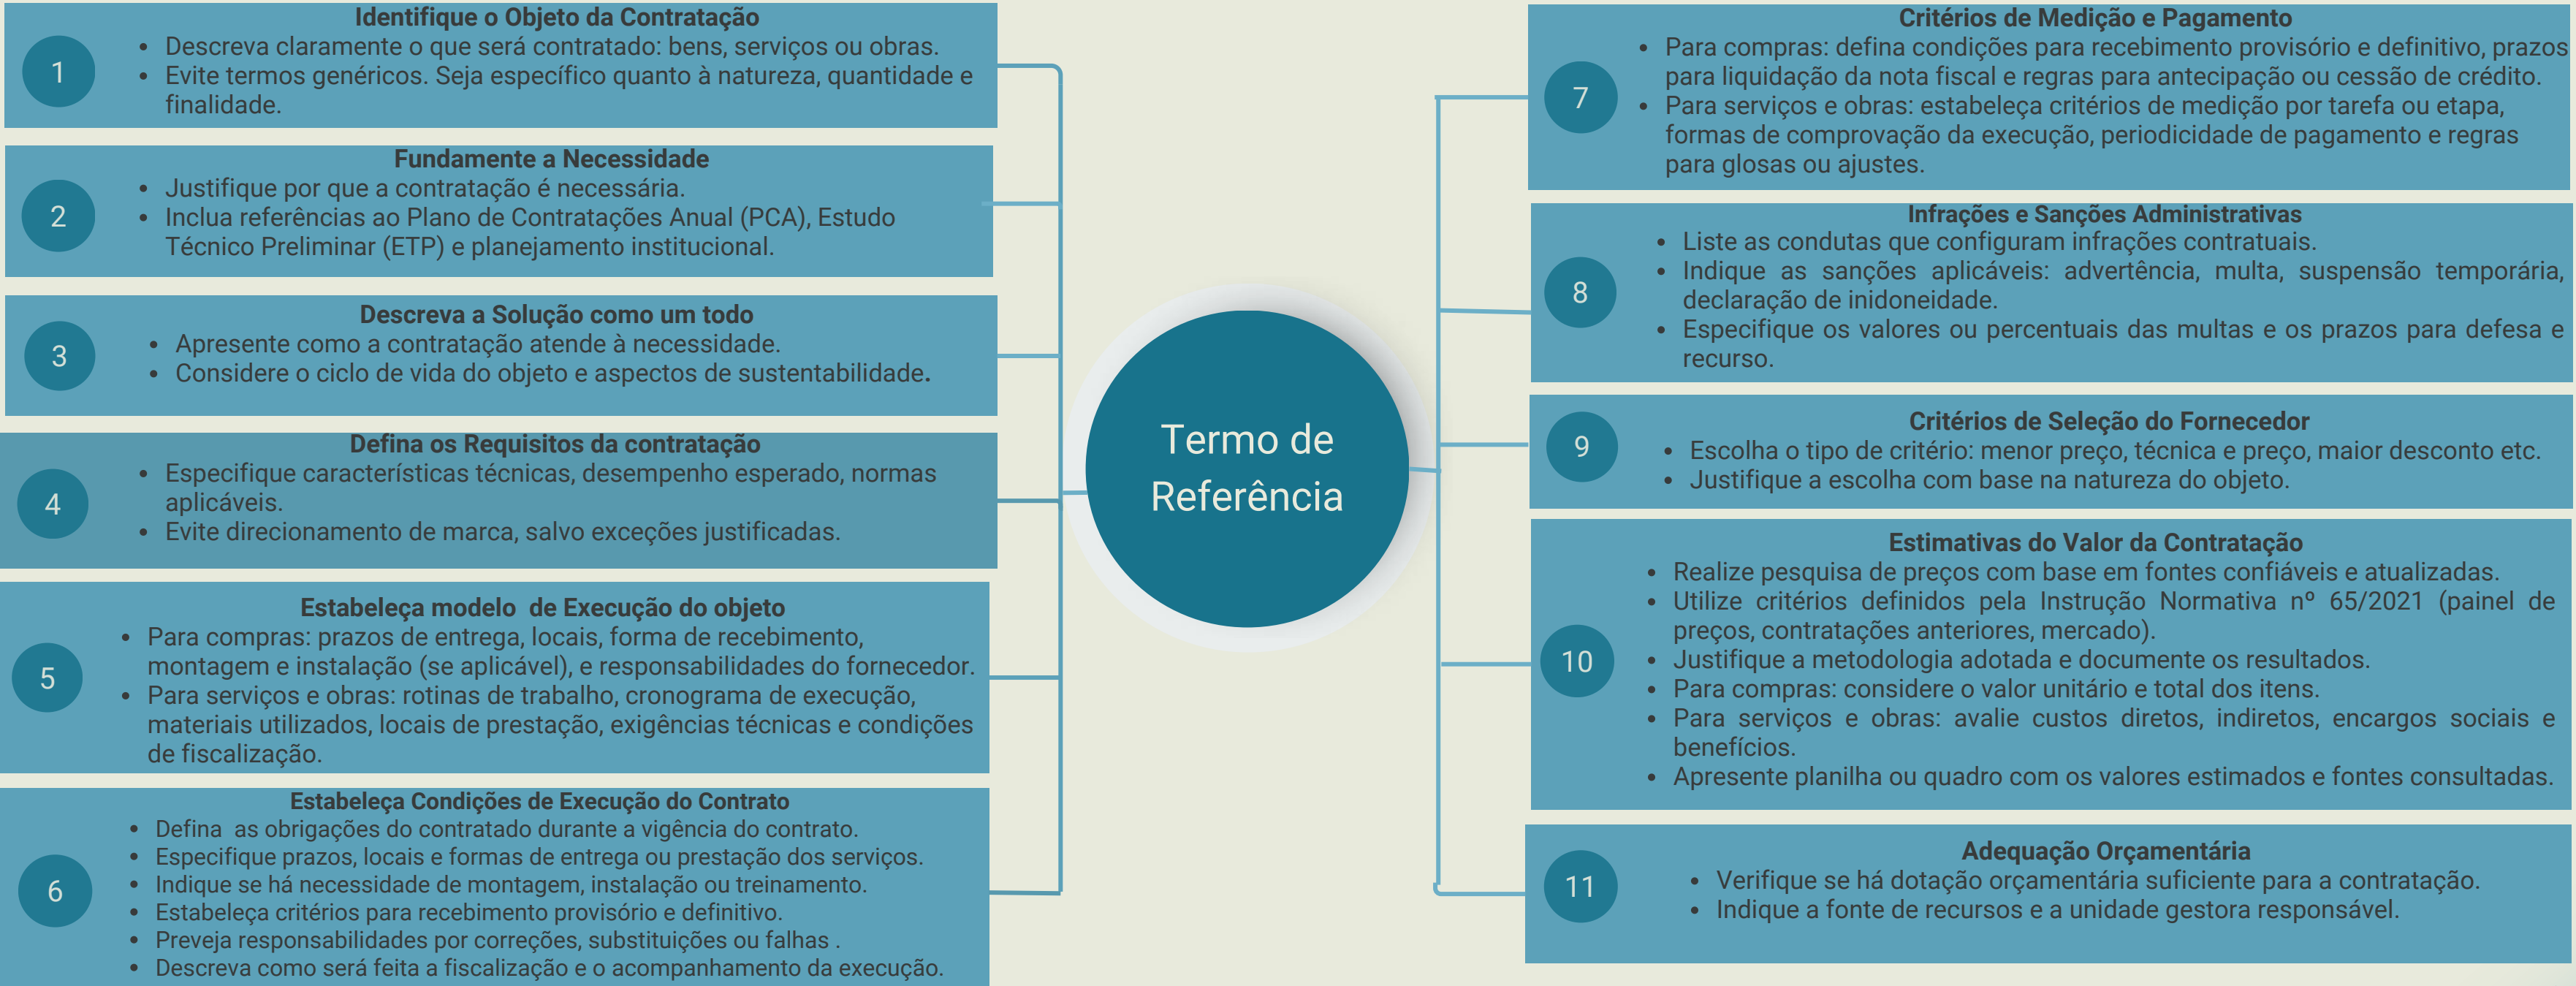 Identifique o Objeto da Contratação
1
• Descreva claramente o que será contratado: bens, serviços ou obras.
• Evite termos genéricos. Seja específico quanto à natureza, quantidade e
finalidade.
Fundamente a Necessidade
2
• Justifique por que a contratação é necessária.
• Inclua referências ao Plano de Contratações Anual (PCA), Estudo
Técnico Preliminar (ETP) e planejamento institucional.
Descreva a Solução como um todo
3
• Apresente como a contratação atende à necessidade.
• Considere o ciclo de vida do objeto e aspectos de sustentabilidade.
Defina os Requisitos da contratação
4
• Especifique características técnicas, desempenho esperado, normas
aplicáveis.
• Evite direcionamento de marca, salvo exceções justificadas.
Estabeleça modelo  de Execução do objeto
5
• Para compras: prazos de entrega, locais, forma de recebimento,
montagem e instalação (se aplicável), e responsabilidades do fornecedor.
• Para serviços e obras: rotinas de trabalho, cronograma de execução,
materiais utilizados, locais de prestação, exigências técnicas e condições
de fiscalização.
Estabeleça Condições de Execução do Contrato
6
• Defina  as obrigações do contratado durante a vigência do contrato.
• Especifique prazos, locais e formas de entrega ou prestação dos serviços.
• Indique se há necessidade de montagem, instalação ou treinamento.
• Estabeleça critérios para recebimento provisório e definitivo.
• Preveja responsabilidades por correções, substituições ou falhas .
• Descreva como será feita a fiscalização e o acompanhamento da execução.
Termo de
Referência
Critérios de Medição e Pagamento
7
• Para compras: defina condições para recebimento provisório e definitivo, prazos
para liquidação da nota fiscal e regras para antecipação ou cessão de crédito.
• Para serviços e obras: estabeleça critérios de medição por tarefa ou etapa,
formas de comprovação da execução, periodicidade de pagamento e regras
para glosas ou ajustes.
Infrações e Sanções Administrativas
8
• Liste as condutas que configuram infrações contratuais.
• Indique as sanções aplicáveis: advertência, multa, suspensão temporária,
declaração de inidoneidade.
• Especifique os valores ou percentuais das multas e os prazos para defesa e
recurso.
Critérios de Seleção do Fornecedor
9
• Escolha o tipo de critério: menor preço, técnica e preço, maior desconto etc.
• Justifique a escolha com base na natureza do objeto.
Estimativas do Valor da Contratação
10
• Realize pesquisa de preços com base em fontes confiáveis e atualizadas.
• Utilize critérios definidos pela Instrução Normativa nº 65/2021 (painel de
preços, contratações anteriores, mercado).
• Justifique a metodologia adotada e documente os resultados.
• Para compras: considere o valor unitário e total dos itens.
• Para serviços e obras: avalie custos diretos, indiretos, encargos sociais e
benefícios.
• Apresente planilha ou quadro com os valores estimados e fontes consultadas.
Adequação Orçamentária
11
• Verifique se há dotação orçamentária suficiente para a contratação.
• Indique a fonte de recursos e a unidade gestora responsável.